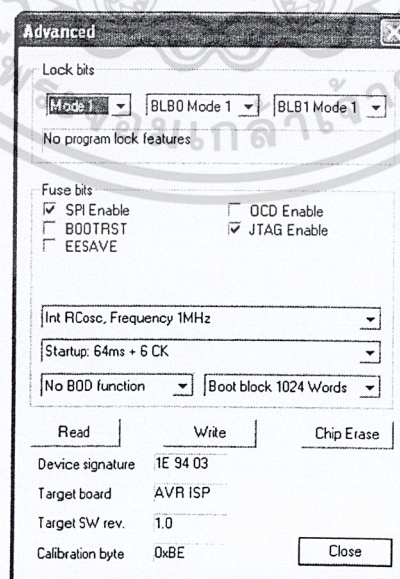 Advanced
Lock bits
Mode 1 BLB0 Mode 1 BLB1 Mode 1
No program lock features
Fuse bits
SPI Enable OCD Enable
BOOTRST JTAG Enable
EESAVE
Int RCosc, Frequency 1MHz
Startup: 64ms + 6 CK
No BOD function Boot block 1024 Words
Read Write Chip Erase
Device signature 1E 94 03
Target board AVR ISP
Target SW rev. 1.0
Calibration byte 0xBE Close